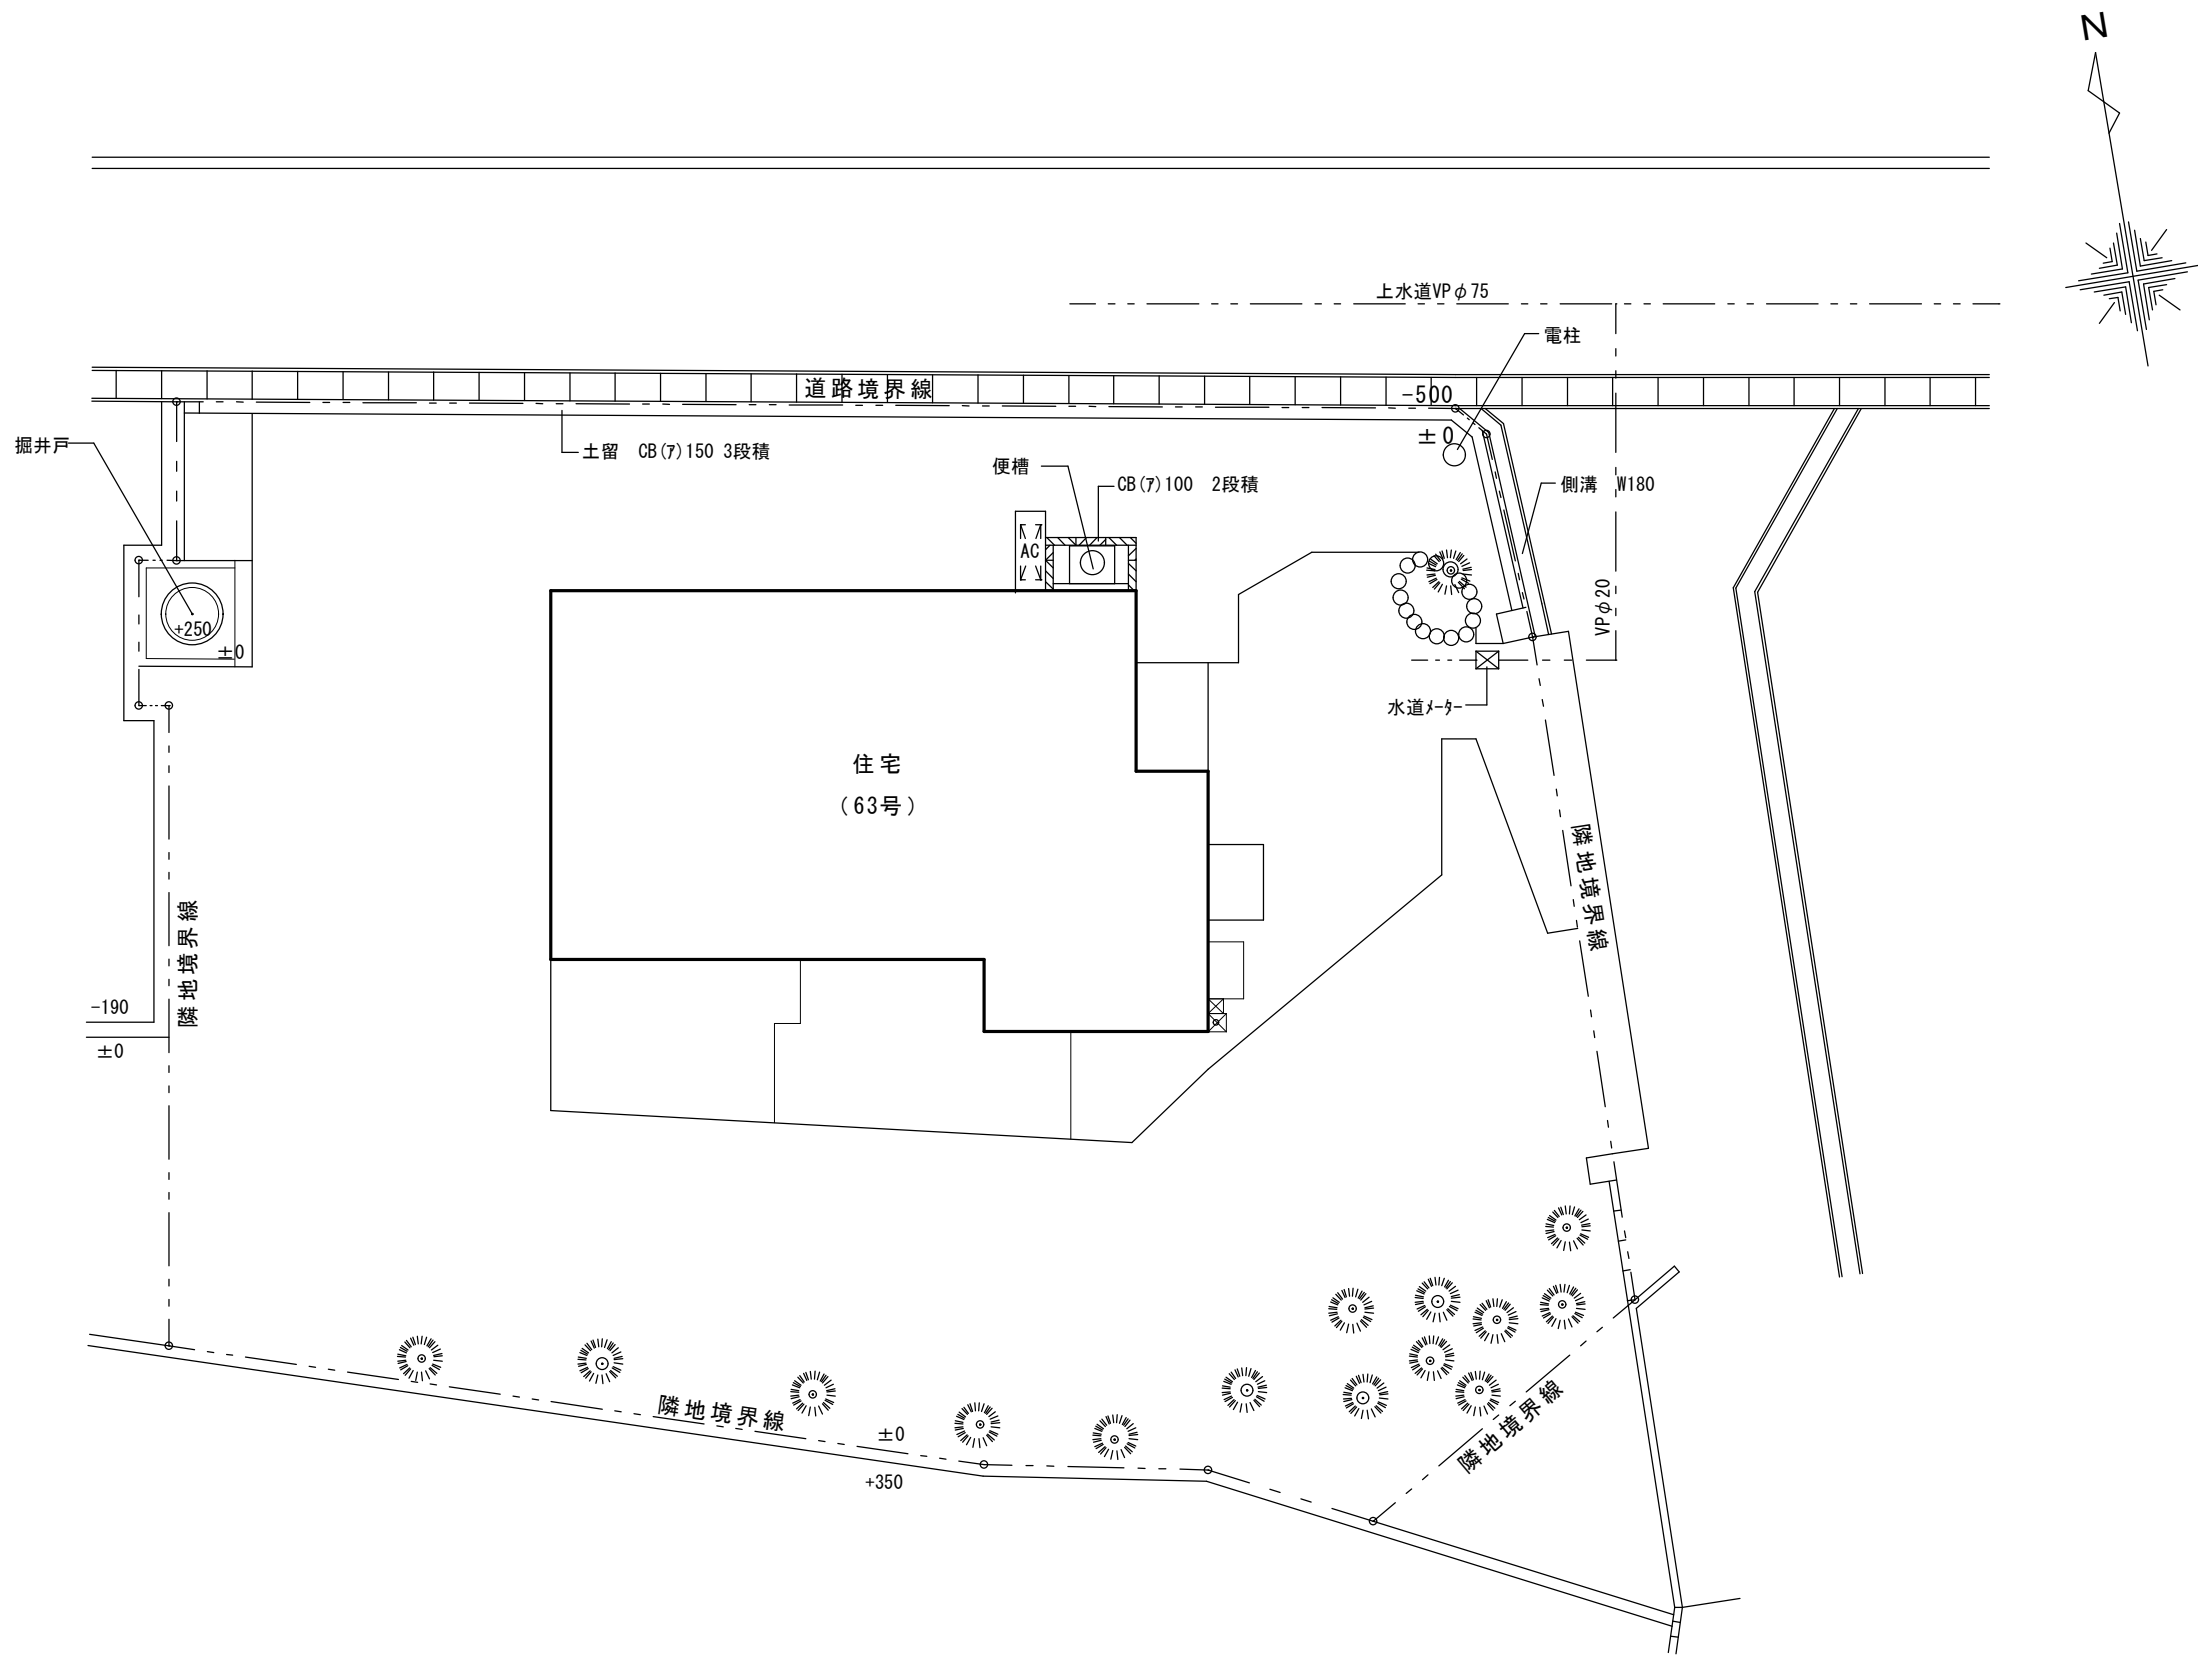 N
上水道VPφ75
電柱
道路境界線
-500
±0
掘井戸
土留　CB(ｱ)150 3段積
便槽
CB(ｱ)100　2段積
側溝　W180
AC
VPφ20
+250
±0
水道ﾒｰﾀｰ
住宅
(63号)
隣地境界線
隣地境界線
-190
±0
隣地境界線
±0
+350
隣地境界線